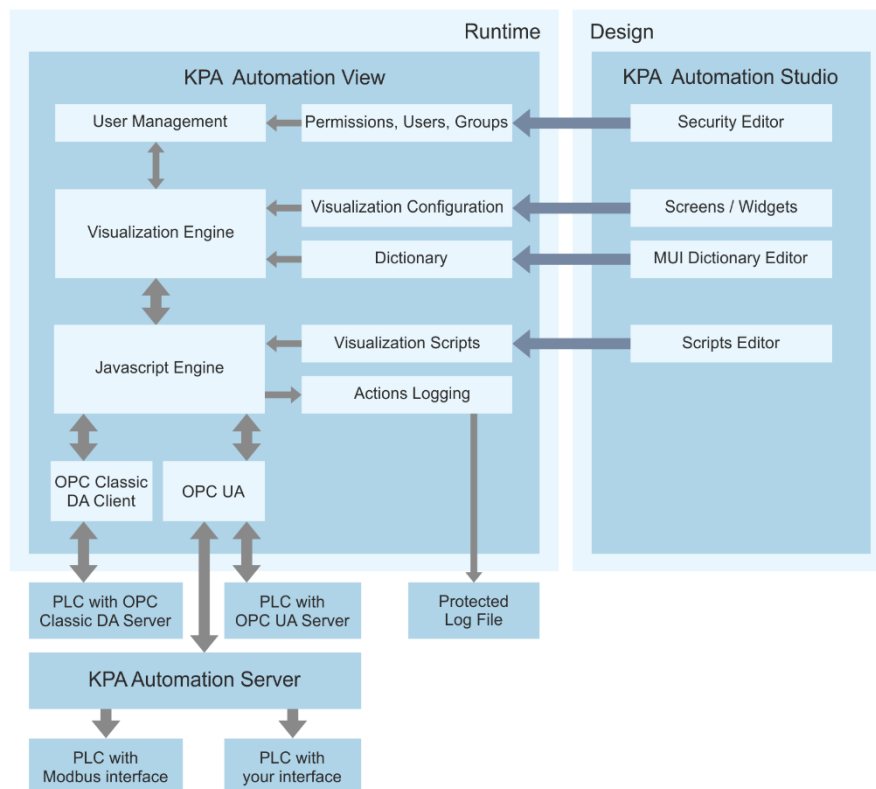 Runtime
Design
KPA Automation View
KPA Automation Studio
User Management
Permissions, Users, Groups
Security Editor
Visualization Engine
Visualization Configuration
Screens / Widgets
Dictionary
MUI Dictionary Editor
Javascript Engine
Visualization Scripts
Scripts Editor
Actions Logging
OPC Classic
DA Client
OPC UA
PLC with OPC
Classic DA Server
PLC with
OPC UA Server
Protected
Log File
KPA Automation Server
PLC with
Modbus interface
PLC with
your interface